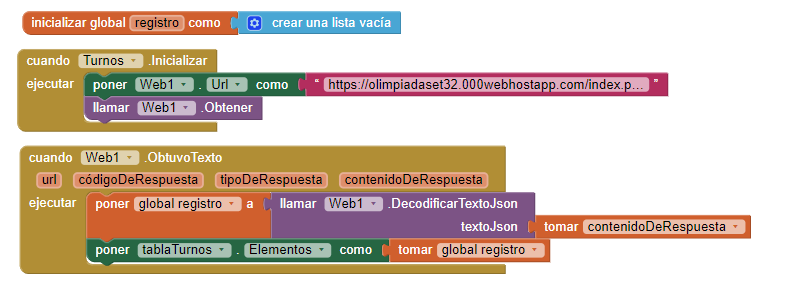 inicializar global registro como crear una lista vacía
cuando Turnos .Inicializar
ejecutar poner Web1 . Url como " https://olimpiadaset32.000webhostapp.com/index.p... "
llamar Web1 .Obtener
cuando Web1 .ObtuvoTexto
url códigoDeRespuesta tipoDeRespuesta contenidoDeRespuesta
ejecutar poner global registro a llamar Web1 .DecodificarTextoJson
textoJson tomar contenidoDeRespuesta
poner tablaTurnos . Elementos como tomar global registro